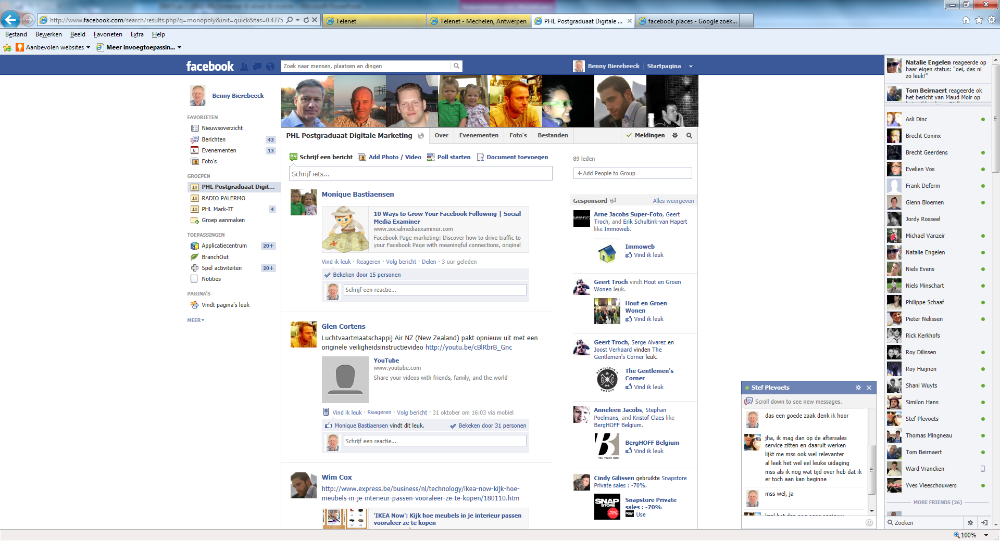 http://www.facebook.com/search/results.php?q=monopoly&init=quick&tas=0.4775
Telenet
Telenet - Mechelen, Antwerpen
PHL Postgraduaat Digitale ...
facebook places - Google zoek...
Bestand Bewerken Beeld Favorieten Extra Help
Aanbevolen websites
Meer invoegtoepassin...
facebook
Zoek naar mensen, plaatsen en dingen
Benny Bierebeeck
Startpagina
Benny Bierebeeck
FAVORIETEN
Nieuwsoverzicht
Berichten 43
Evenementen 13
Foto's
GROEPEN
PHL Postgraduaat Digit...
RADIO PALERMO
PHL Mark-IT 4
Groep aanmaken
TOEPASSINGEN
Applicatiecentrum 20+
BranchOut
Spel activiteiten 20+
Notities
PAGINA'S
Vindt pagina's leuk
MEER
PHL Postgraduaat Digitale Marketing
Over Evenementen Foto's Bestanden
Meldingen
Schrijf een bericht Add Photo / Video Poll starten Document toevoegen
Schrijf iets...
Monique Bastiaensen
10 Ways to Grow Your Facebook Following | Social
Media Examiner
www.socialmediaexaminer.com
Facebook Page marketing: Discover how to drive traffic to
your Facebook Page with meaningful connections, original
Vind ik leuk · Reageren · Volg bericht · Delen · 3 uur geleden
Bekeken door 15 personen
Schrijf een reactie...
Glen Cortens
Luchtvaartmaatschappij Air NZ (New Zealand) pakt opnieuw uit met een
originele veiligheidsinstructievideo http://youtu.be/cBlRbrB_Gnc
YouTube
www.youtube.com
Share your videos with friends, family, and the world
Vind ik leuk · Reageren · Volg bericht · 31 oktober om 16:03 via mobiel
Monique Bastiaensen vindt dit leuk.
Bekeken door 31 personen
Schrijf een reactie...
Wim Cox
http://www.express.be/business/nl/technology/ikea-now-kijk-hoe-
meubels-in-je-interieur-passen-vooraleer-ze-te-kopen/180110.htm
'IKEA Now': Kijk hoe meubels in je interieur passen
vooraleer ze te kopen
89 leden
+ Add People to Group
Gesponsord
Alles weergeven
SUPER-FOTO
Arne Jacobs Super-Foto, Geert
Troch, and Erik Schultink-van Hapert
like Immoweb.
Immoweb
Vind ik leuk
Geert Troch vindt Hout en Groen
Wonen leuk.
Hout en Groen
Wonen
Vind ik leuk
Geert Troch, Serge Alvarez en
Joost Verhaard vinden The
Gentlemen's Corner leuk.
GENTLEMEN'S
G C
CORNER
The Gentlemen's
Corner
Vind ik leuk
Anneleen Jacobs, Stephan
Poelmans, and Kristof Claes like
BergHOFF Belgium.
B
Yes, you're right!
BergHOFF Belgium
Vind ik leuk
Cindy Gilissen gebruikte Snapstore
Private sales : -70%.
SNAP
STORE
-70%
Snapstore Private
sales : -70%
Use
Natalie Engelen reageerde op
haar eigen status: "oei, das ni
zo leuk!"
Tom Beirnaert reageerde ok
het bericht van Maud Moir op
Asli Dinc
Brecht Coninx
Brecht Geerdens
Evelien Vos
Frank Deferm
Glenn Bloemen
Jordy Rosseel
Michael Vanzeir
Natalie Engelen
Niels Evens
Niels Minschart
Philippe Schaaf
Pieter Nelissen
Rick Kerkhofs
Roy Dilissen
Roy Huijnen
Shani Wuyts
Similon Hans
Stef Plevoets
Thomas Mingneau
Tom Beirnaert
Ward Vrancken
Yves Vleeschouwers
MORE FRIENDS (26)
Zoeken
Stef Plevoets
Scroll down to see new messages.
das een goede zaak denk ik hoor
jha, ik mag dan op de aftersales
service zitten en daaruit werken
lijkt me mss ook wel relevanter
al leek het wel eel leuke uidaging
mss als ik nog wat tijd over heb dat ik
er toch aan kan beginne
mss wel, ja
100%